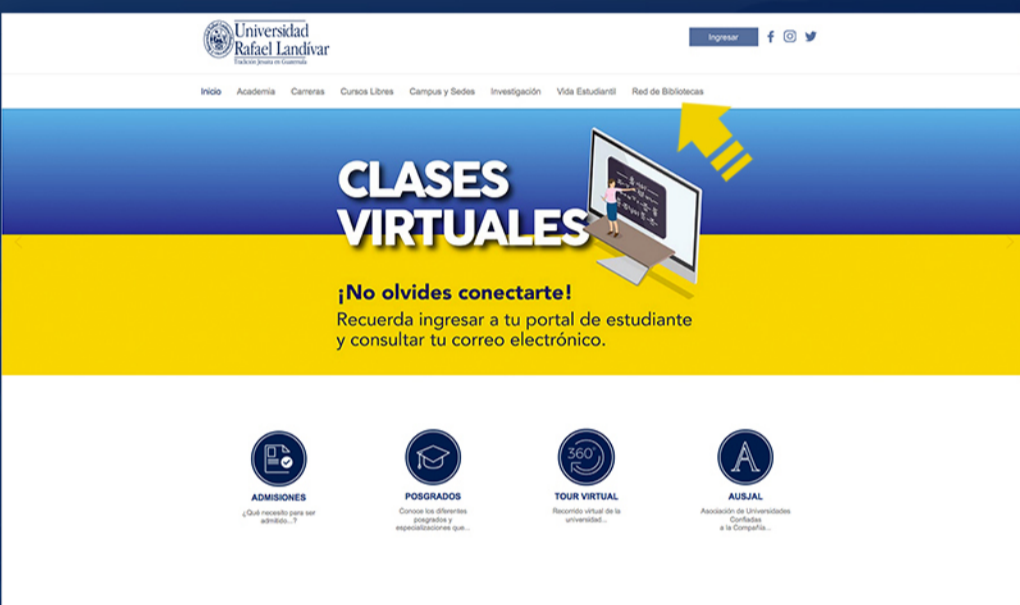 Universidad
Rafael Landívar
Tradición Jesuita en Guatemala
Ingresar
Inicio Academia Carreras Cursos Libres Campus y Sedes Investigación Vida Estudiantil Red de Bibliotecas
CLASES
VIRTUALES
¡No olvides conectarte!
Recuerda ingresar a tu portal de estudiante
y consultar tu correo electrónico.
ADMISIONES
¿Qué necesito para ser
admitido...?
POSGRADOS
Conoce los diferentes
posgrados y
especializaciones que...
360°
TOUR VIRTUAL
Recorrido virtual de la
universidad...
A
AUSJAL
Asociación de Universidades
Confiadas
a la Compañía...